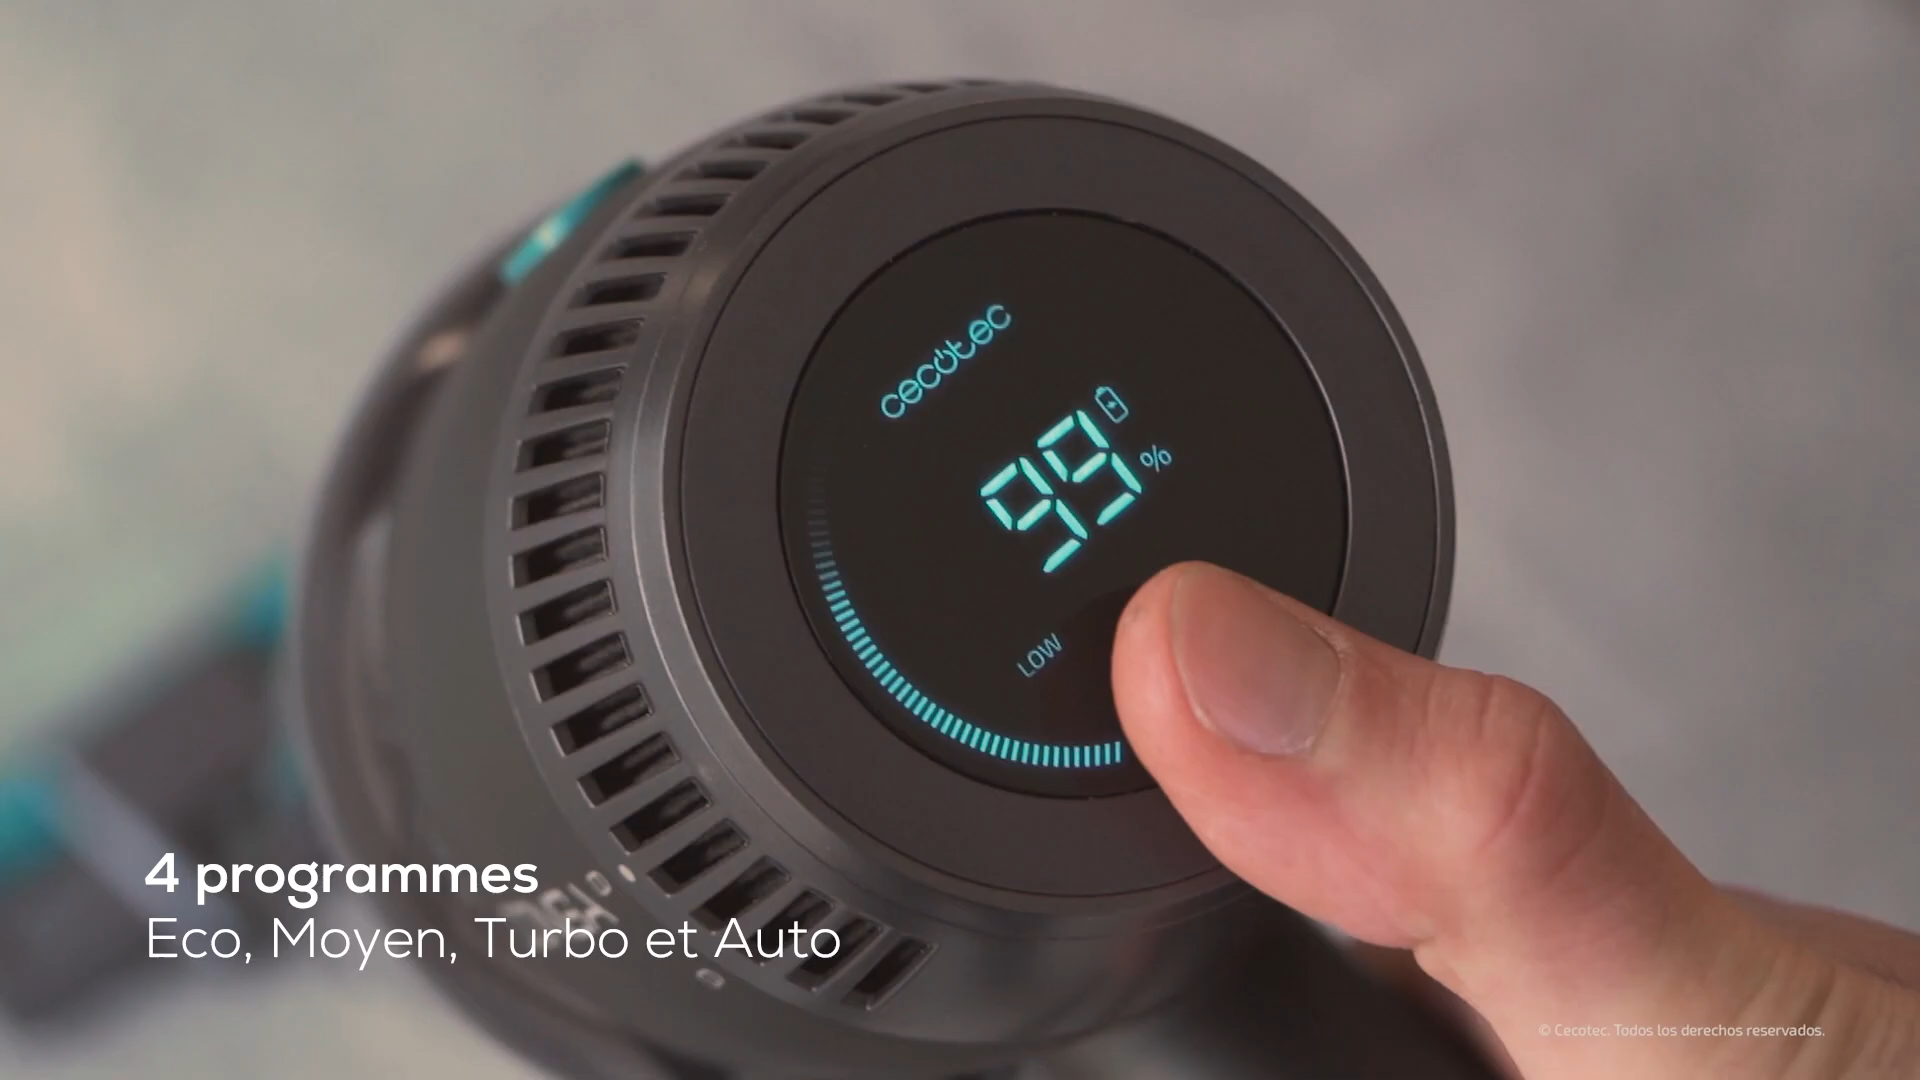 cecotec
99 %
LOW
4 programmes
Eco, Moyen, Turbo et Auto
© Cecotec. Todos los derechos reservados.